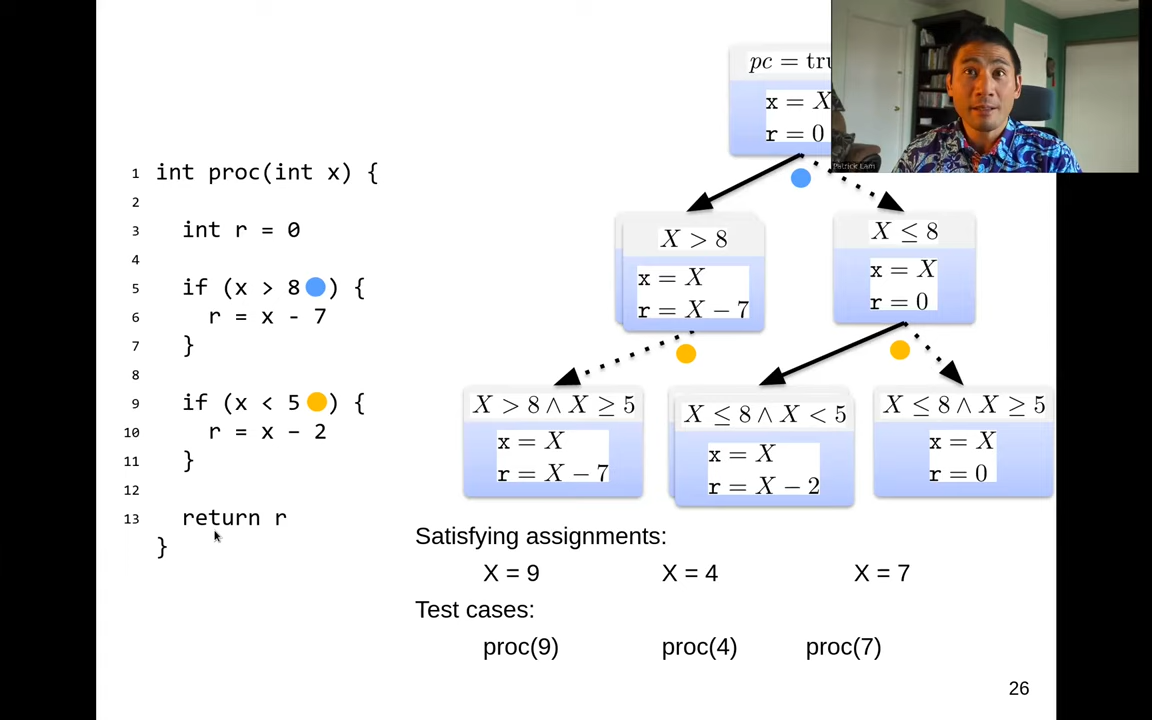 1 int proc(int x) {
2
3 int r = 0
4
5 if (x > 8 ) {
6 r = x - 7
7 }
8
9 if (x < 5 ) {
10 r = x − 2
11 }
12
13 return r
}
pc = tru
x = X
r = 0
X > 8
x = X
r = X − 7
X ≤ 8
x = X
r = 0
X > 8 ∧ X ≥ 5
x = X
r = X − 7
X ≤ 8 ∧ X < 5
x = X
r = X − 2
X ≤ 8 ∧ X ≥ 5
x = X
r = 0
Satisfying assignments:
X = 9 X = 4 X = 7
Test cases:
proc(9) proc(4) proc(7)
26
Patrick Lam